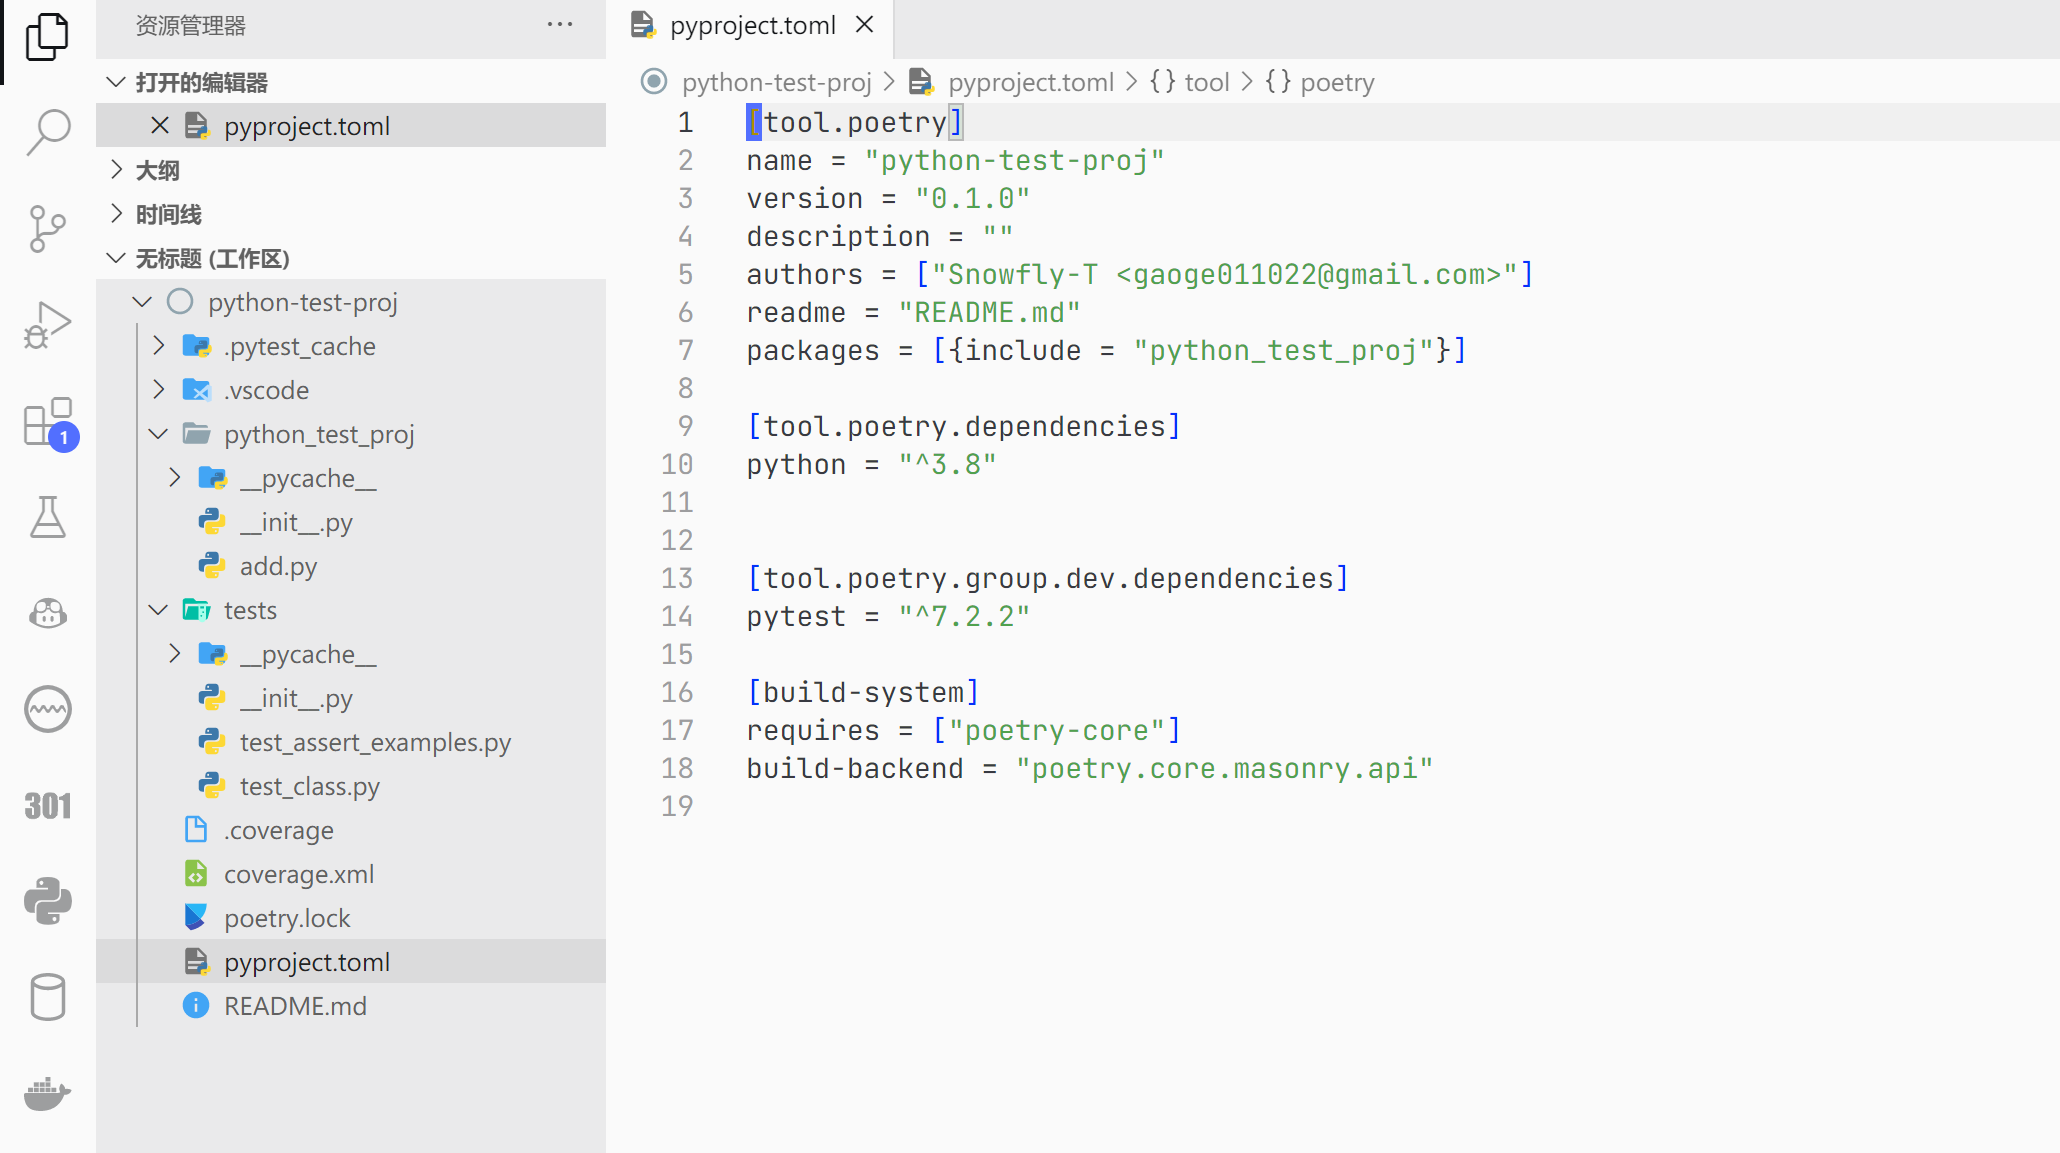 资源管理器
打开的编辑器
pyproject.toml
大纲
时间线
无标题 (工作区)
python-test-proj
.pytest_cache
.vscode
python_test_proj
__pycache__
__init__.py
add.py
tests
__pycache__
__init__.py
test_assert_examples.py
test_class.py
.coverage
coverage.xml
poetry.lock
pyproject.toml
README.md
1
301
pyproject.toml
python-test-proj > pyproject.toml > {} tool > {} poetry
1 [tool.poetry]
2 name = "python-test-proj"
3 version = "0.1.0"
4 description = ""
5 authors = ["Snowfly-T <gaoge011022@gmail.com>"]
6 readme = "README.md"
7 packages = [{include = "python_test_proj"}]
8
9 [tool.poetry.dependencies]
10 python = "^3.8"
11
12
13 [tool.poetry.group.dev.dependencies]
14 pytest = "^7.2.2"
15
16 [build-system]
17 requires = ["poetry-core"]
18 build-backend = "poetry.core.masonry.api"
19